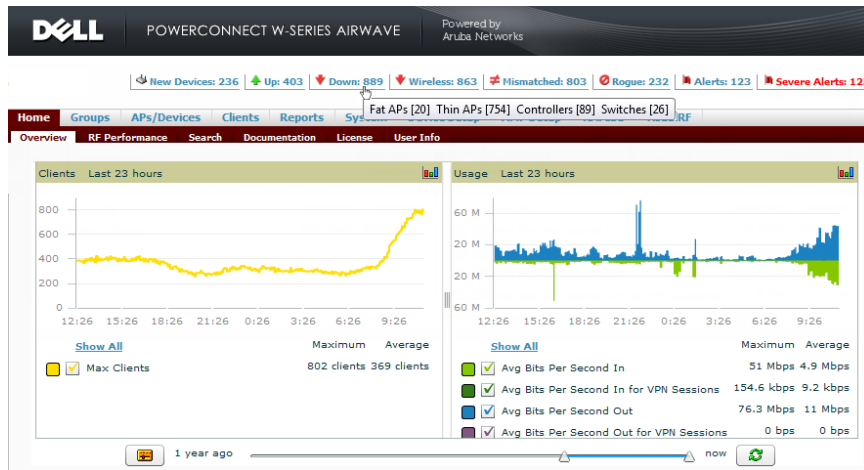 DELL POWERCONNECT W-SERIES AIRWAVE Powered by
Aruba Networks
New Devices: 236 Up: 403 Down: 889 Wireless: 863 Mismatched: 803 Rogue: 232 Alerts: 123 Severe Alerts: 12
Fat APs [20] Thin APs [754] Controllers [89] Switches [26]
Home Groups APs/Devices Clients Reports
Overview RF Performance Search Documentation License User Info
Clients Last 23 hours
800
600
400
200
0
12:26 15:26 18:26 21:26 0:26 3:26 6:26 9:26
Show All Maximum Average
Max Clients 802 clients 369 clients
Usage Last 23 hours
60 M
20 M
20 M
60 M
12:26 15:26 18:26 21:26 0:26 3:26 6:26 9:26
Show All Maximum Average
Avg Bits Per Second In 51 Mbps 4.9 Mbps
Avg Bits Per Second In for VPN Sessions 154.6 kbps 9.2 kbps
Avg Bits Per Second Out 76.3 Mbps 11 Mbps
Avg Bits Per Second Out for VPN Sessions 0 bps 0 bps
1 year ago now